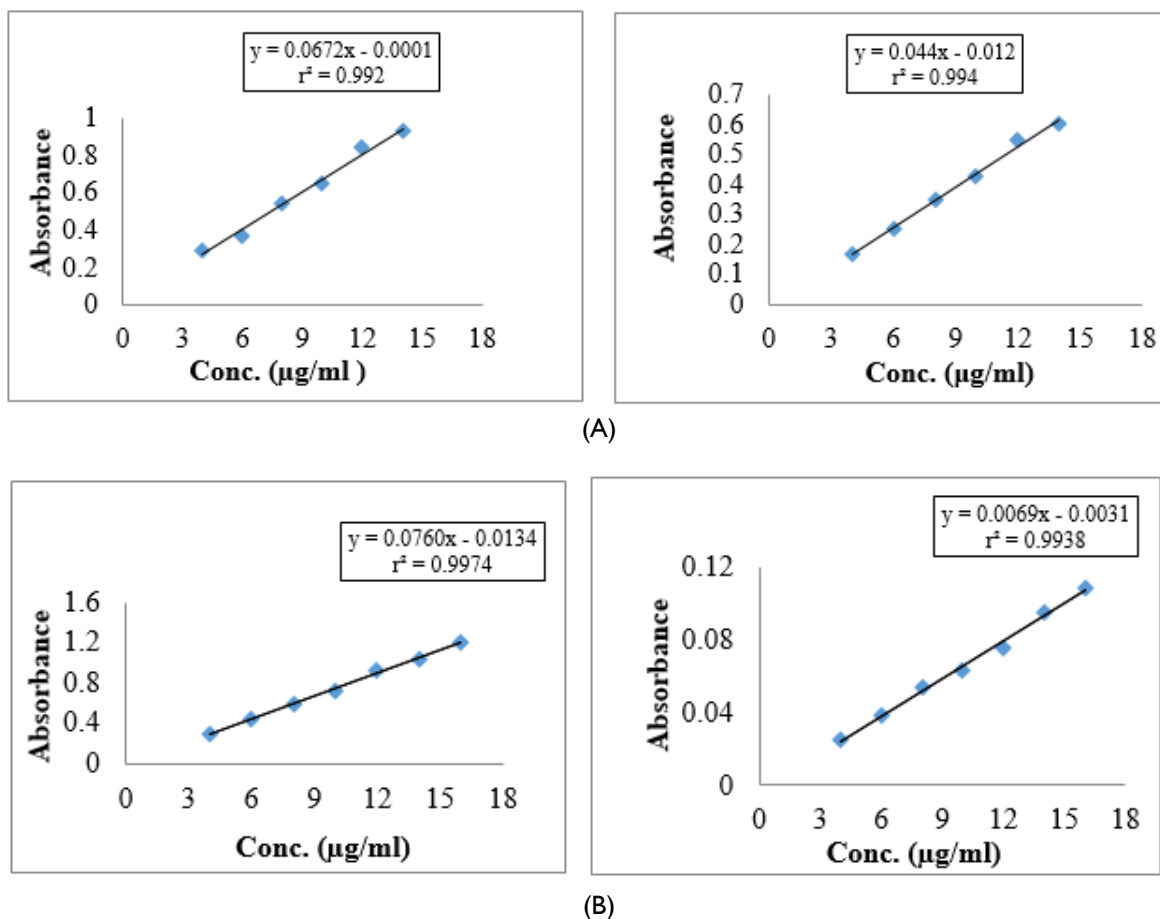 y = 0.0672x - 0.0001
r² = 0.992
1
0.8
0.6
0.4
0.2
0
Absorbance
0 3 6 9 12 15 18
Conc. (µg/ml )
y = 0.044x - 0.012
r² = 0.994
0.7
0.6
0.5
0.4
0.3
0.2
0.1
0
Absorbance
0 3 6 9 12 15 18
Conc. (µg/ml)
(A)
y = 0.0760x - 0.0134
r² = 0.9974
1.6
1.2
0.8
0.4
0
Absorbance
0 3 6 9 12 15 18
Conc. (µg/ml)
y = 0.0069x - 0.0031
r² = 0.9938
0.12
0.08
0.04
0
Absorbance
0 3 6 9 12 15 18
Conc. (µg/ml)
(B)